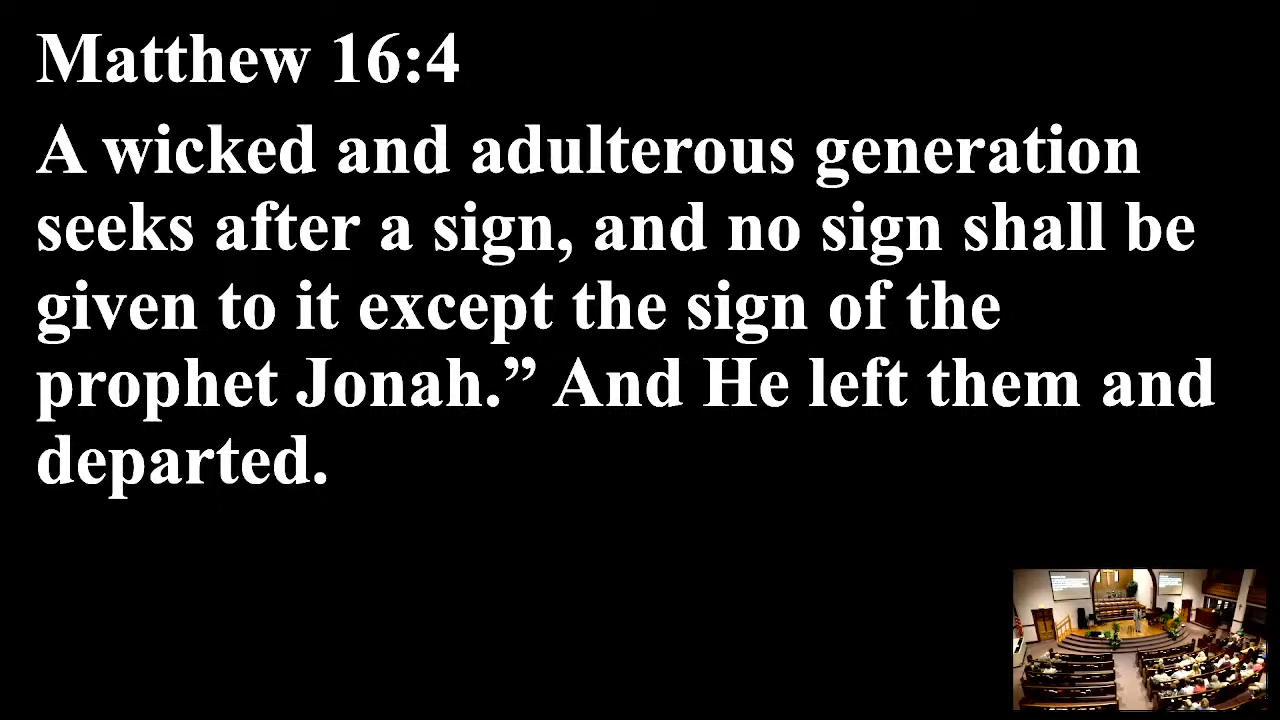 Matthew 16:4
A wicked and adulterous generation
seeks after a sign, and no sign shall be
given to it except the sign of the
prophet Jonah.” And He left them and
departed.